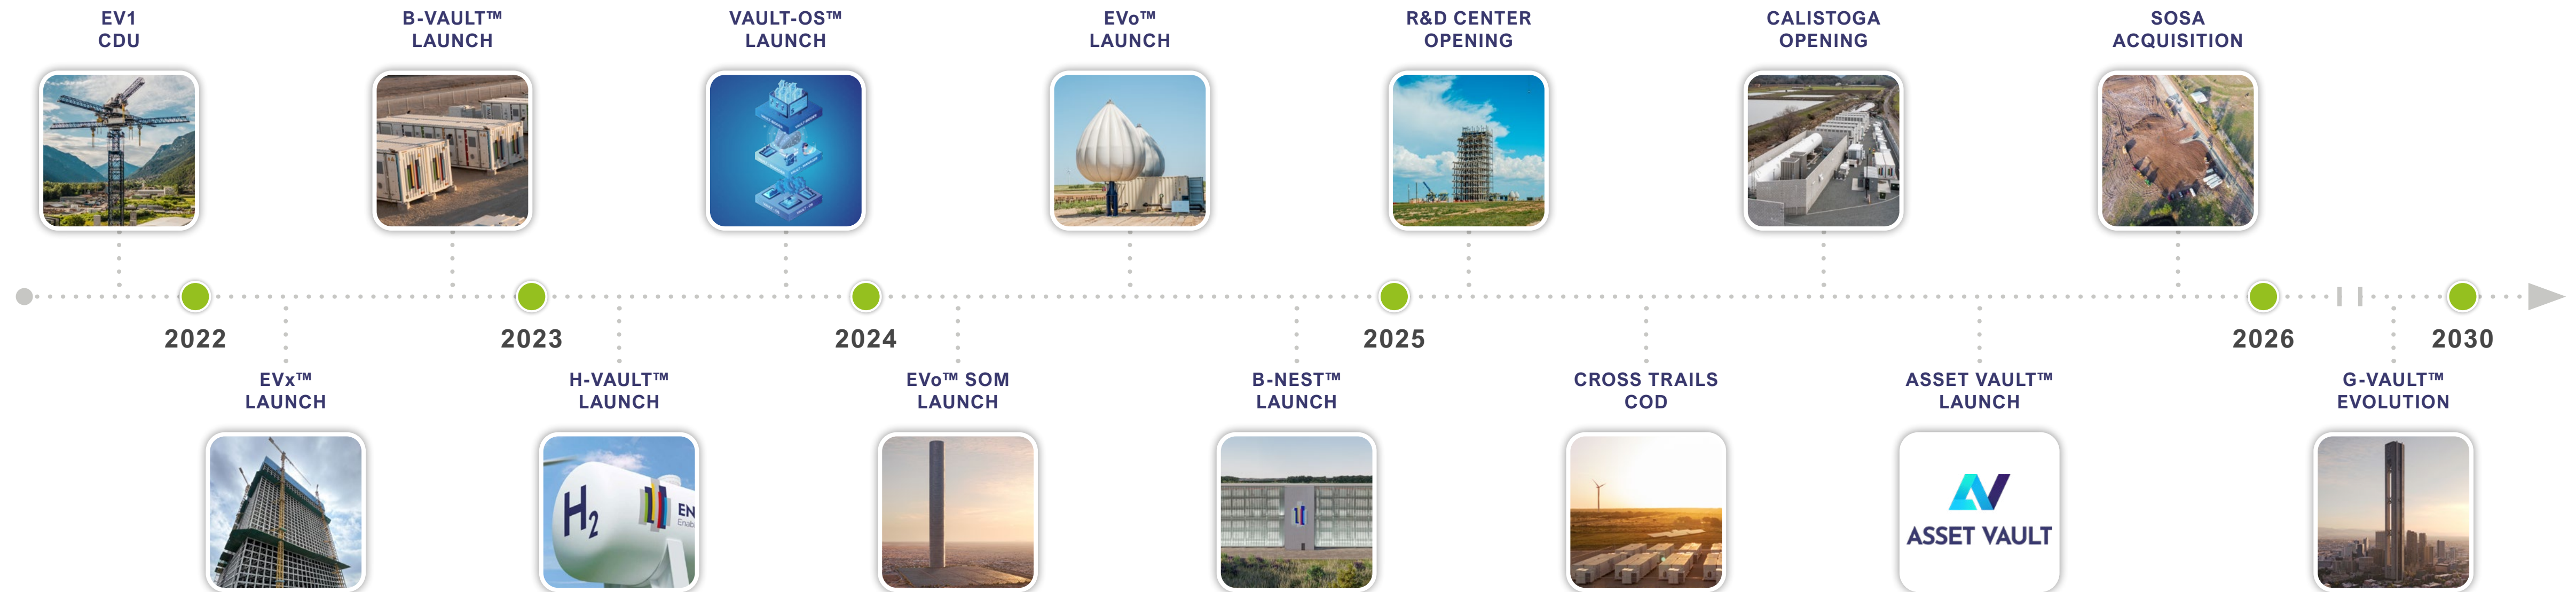 EV1
CDU
B-VAULT™
LAUNCH
VAULT-OS™
LAUNCH
EVo™
LAUNCH
R&D CENTER
OPENING
CALISTOGA
OPENING
SOSA
ACQUISITION
2022
2023
2024
2025
2026
2030
EVx™
LAUNCH
H-VAULT™
LAUNCH
EVo™ SOM
LAUNCH
B-NEST™
LAUNCH
CROSS TRAILS
COD
ASSET VAULT™
LAUNCH
G-VAULT™
EVOLUTION
H2
EN
Enab
ASSET VAULT